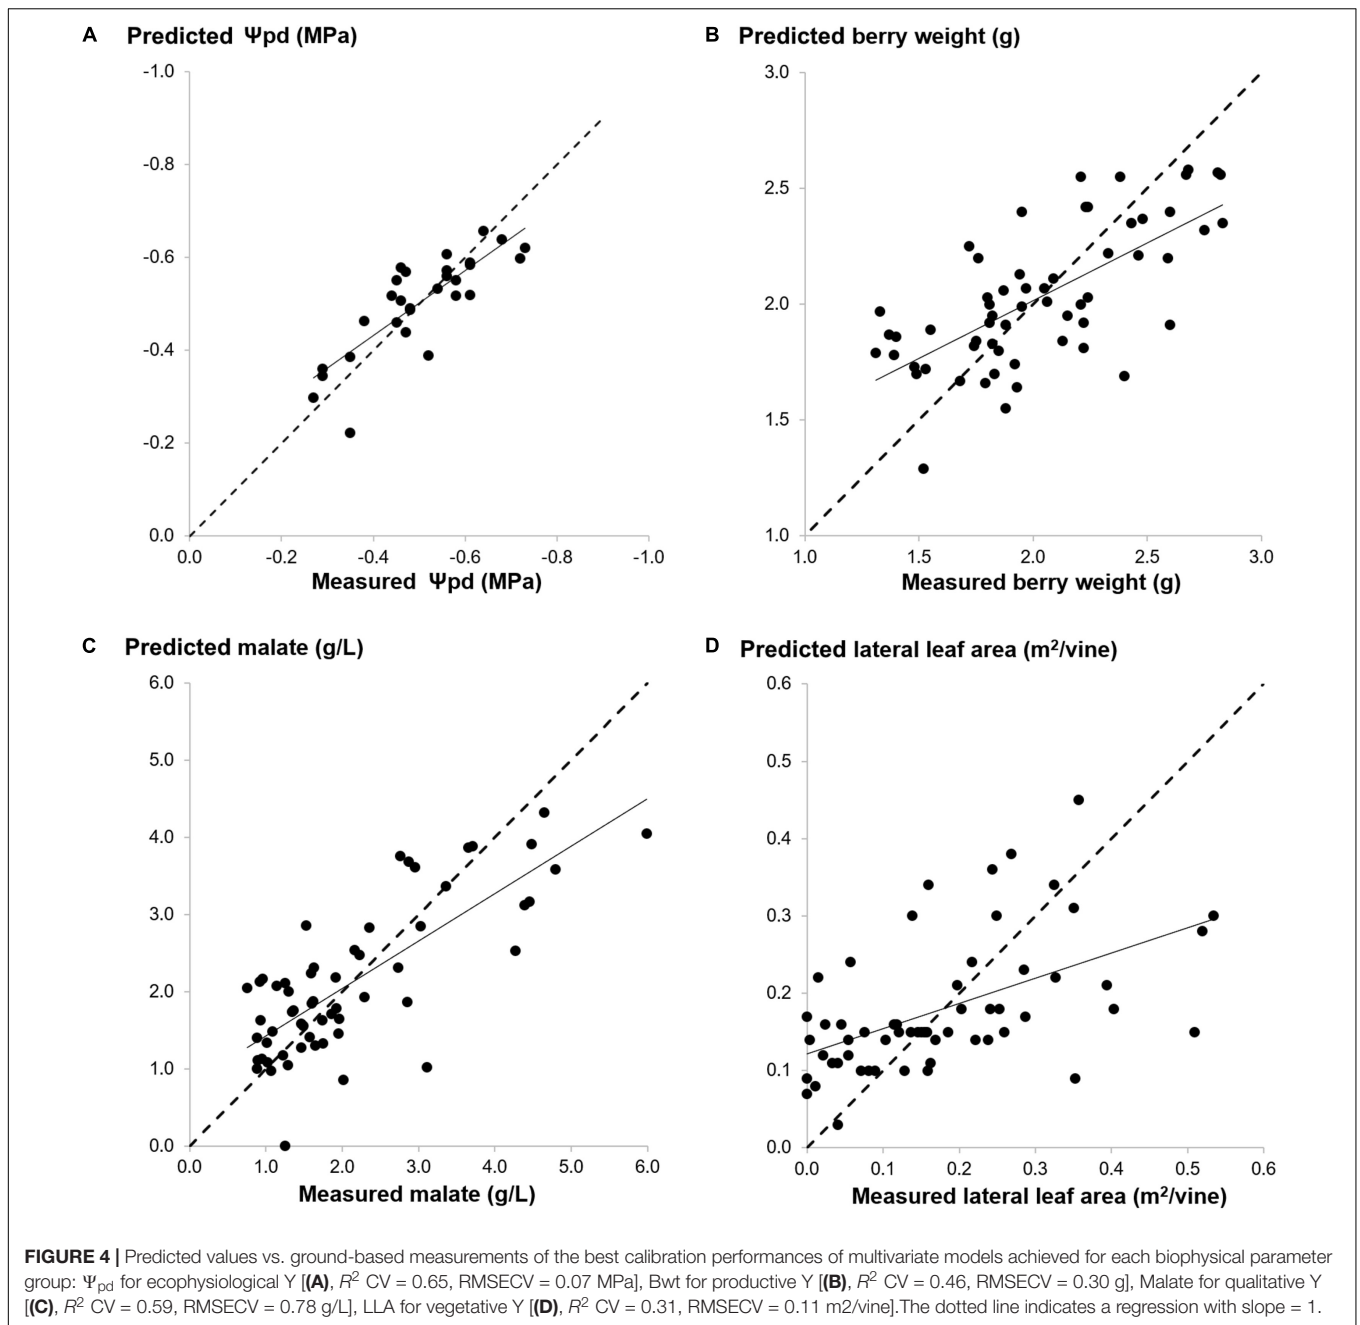 A Predicted Ψpd (MPa)
-1.0
-0.8
-0.6
-0.4
-0.2
0.0
0.0 -0.2 -0.4 -0.6 -0.8 -1.0
Measured Ψpd (MPa)
B Predicted berry weight (g)
3.0
2.5
2.0
1.5
1.0
1.0 1.5 2.0 2.5 3.0
Measured berry weight (g)
C Predicted malate (g/L)
6.0
5.0
4.0
3.0
2.0
1.0
0.0
0.0 1.0 2.0 3.0 4.0 5.0 6.0
Measured malate (g/L)
D Predicted lateral leaf area (m²/vine)
0.6
0.5
0.4
0.3
0.2
0.1
0.0
0.0 0.1 0.2 0.3 0.4 0.5 0.6
Measured lateral leaf area (m²/vine)
FIGURE 4 | Predicted values vs. ground-based measurements of the best calibration performances of multivariate models achieved for each biophysical parameter
group: Ψpd for ecophysiological Y [(A), R² CV = 0.65, RMSECV = 0.07 MPa], Bwt for productive Y [(B), R² CV = 0.46, RMSECV = 0.30 g], Malate for qualitative Y
[(C), R² CV = 0.59, RMSECV = 0.78 g/L], LLA for vegetative Y [(D), R² CV = 0.31, RMSECV = 0.11 m2/vine].The dotted line indicates a regression with slope = 1.